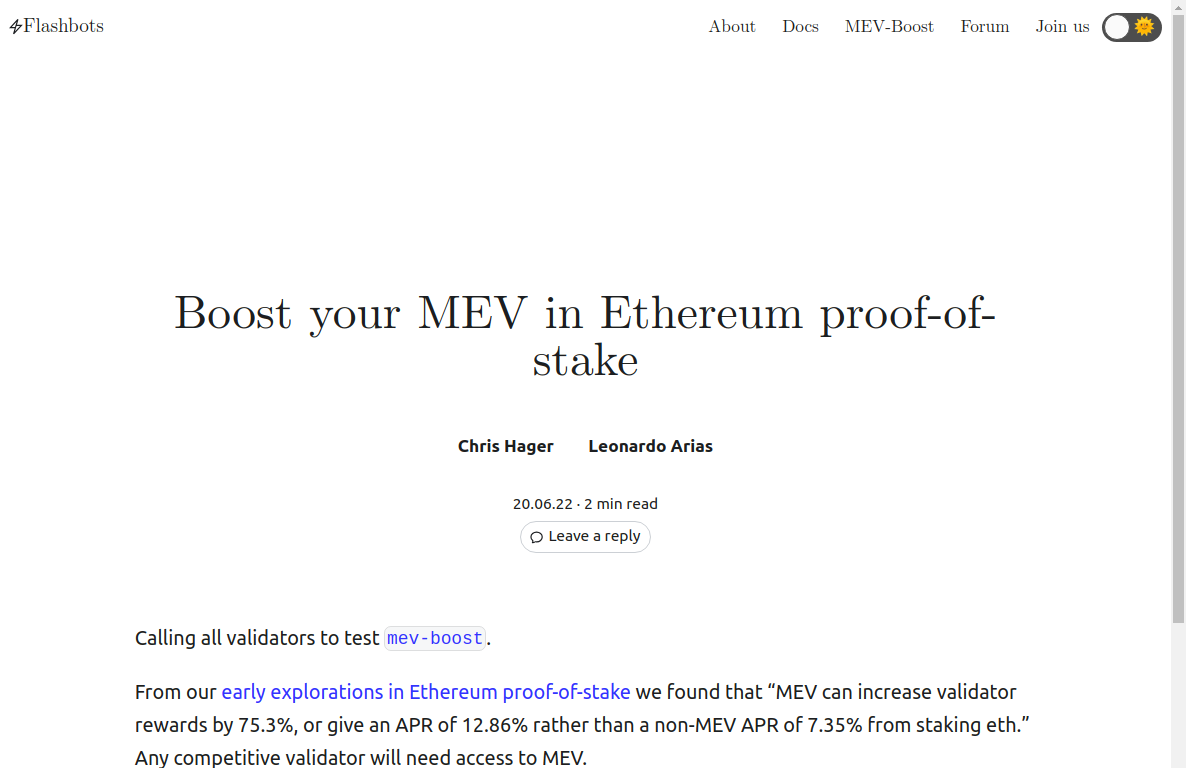 Flashbots About Docs MEV-Boost Forum Join us
Boost your MEV in Ethereum proof-of-
stake
Chris Hager Leonardo Arias
20.06.22 · 2 min read
Leave a reply
Calling all validators to test mev-boost.
From our early explorations in Ethereum proof-of-stake we found that “MEV can increase validator
rewards by 75.3%, or give an APR of 12.86% rather than a non-MEV APR of 7.35% from staking eth.”
Any competitive validator will need access to MEV.